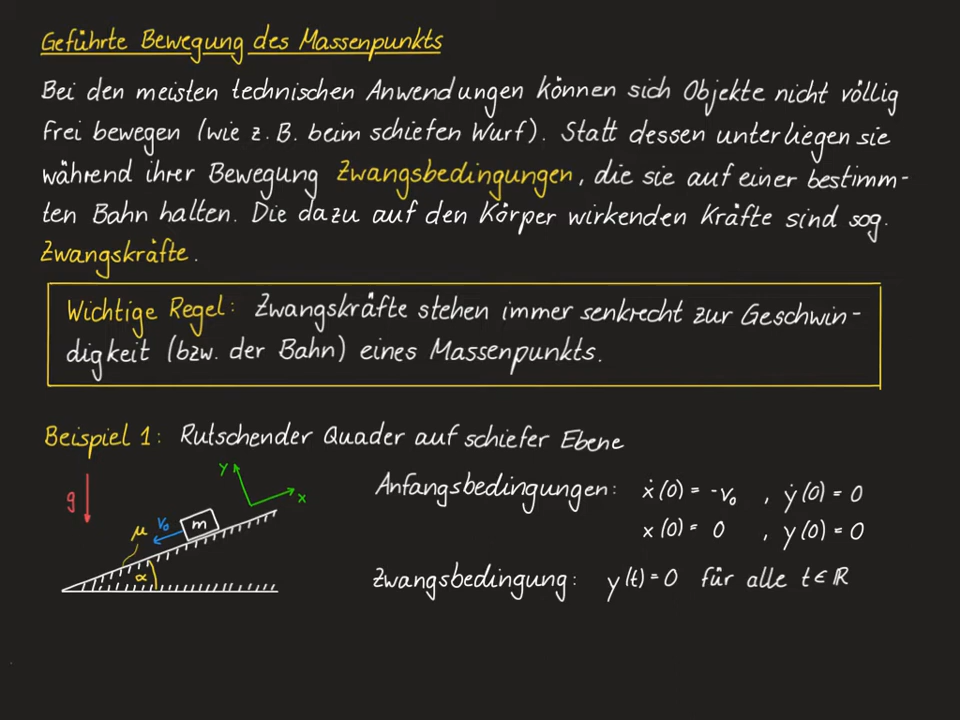 Geführte Bewegung des Massenpunkts
Bei den meisten technischen Anwendungen können sich Objekte nicht völlig
frei bewegen (wie z. B. beim schiefen Wurf). Statt dessen unterliegen sie
während ihrer Bewegung Zwangsbedingungen, die sie auf einer bestimm-
ten Bahn halten. Die dazu auf den Körper wirkenden Kräfte sind sog.
Zwangskräfte.
Wichtige Regel: Zwangskräfte stehen immer senkrecht zur Geschwin-
digkeit (bzw. der Bahn) eines Massenpunkts.
Beispiel 1: Rutschender Quader auf schiefer Ebene
g
μ
v₀
m
α
y
x
Anfangsbedingungen: ẋ(0) = -v₀ , ẏ(0) = 0
x(0) = 0 , y(0) = 0
Zwangsbedingung: y(t) = 0 für alle t ∈ ℝ